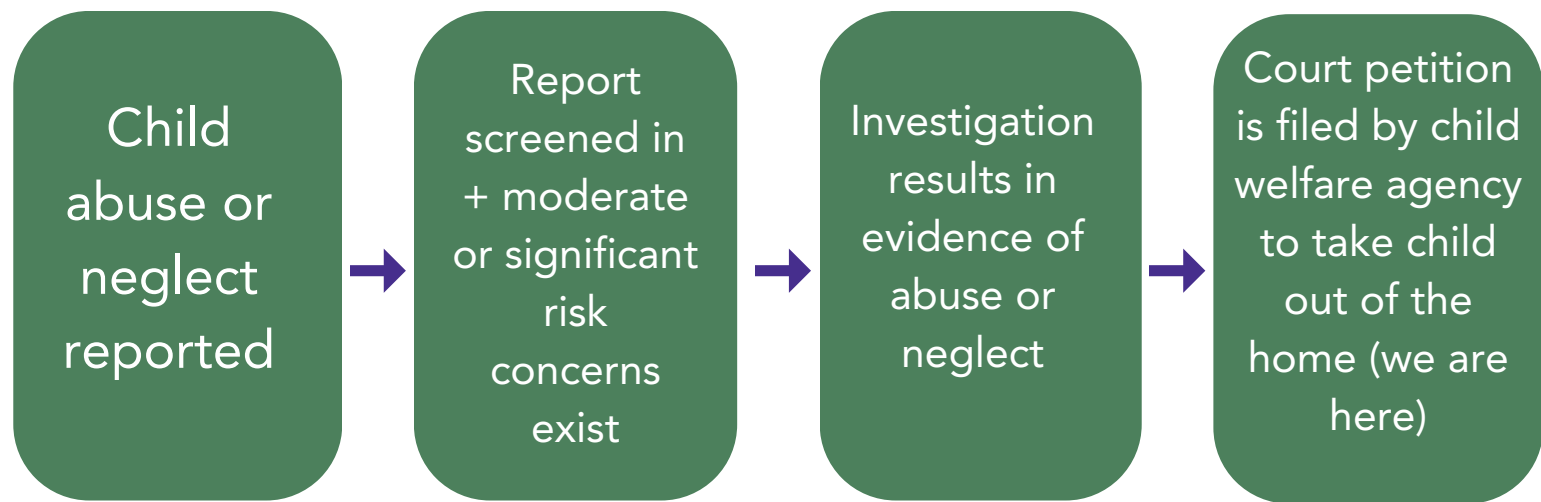 Child
abuse or
neglect
reported
Report
screened in
+ moderate
or significant
risk
concerns
exist
Investigation
results in
evidence of
abuse or
neglect
Court petition
is filed by child
welfare agency
to take child
out of the
home (we are
here)